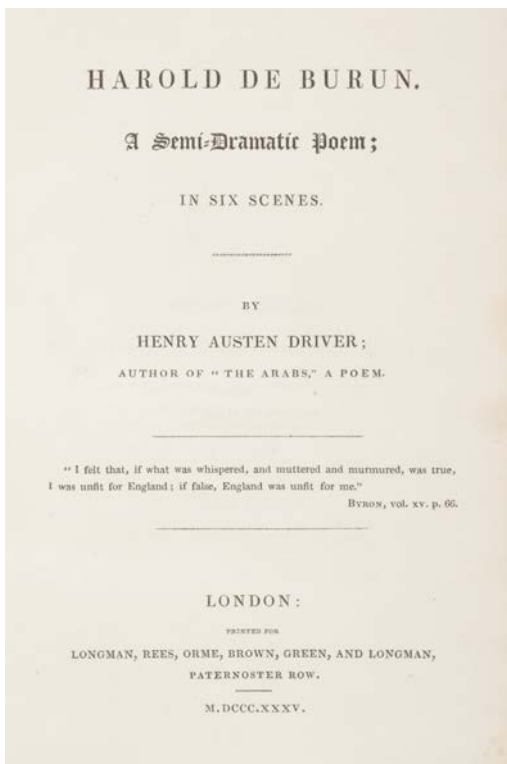 HAROLD DE BURUN.
A Semi-Dramatic Poem;
IN SIX SCENES.
BY
HENRY AUSTEN DRIVER;
AUTHOR OF "THE ARABS," A POEM.
"I felt that, if what was whispered, and muttered and murmured, was true,
I was unfit for England; if false, England was unfit for me."
BYRON, vol. xv. p. 66.
LONDON:
PRINTED FOR
LONGMAN, REES, ORME, BROWN, GREEN, AND LONGMAN,
PATERNOSTER ROW.
M.DCCC.XXXV.